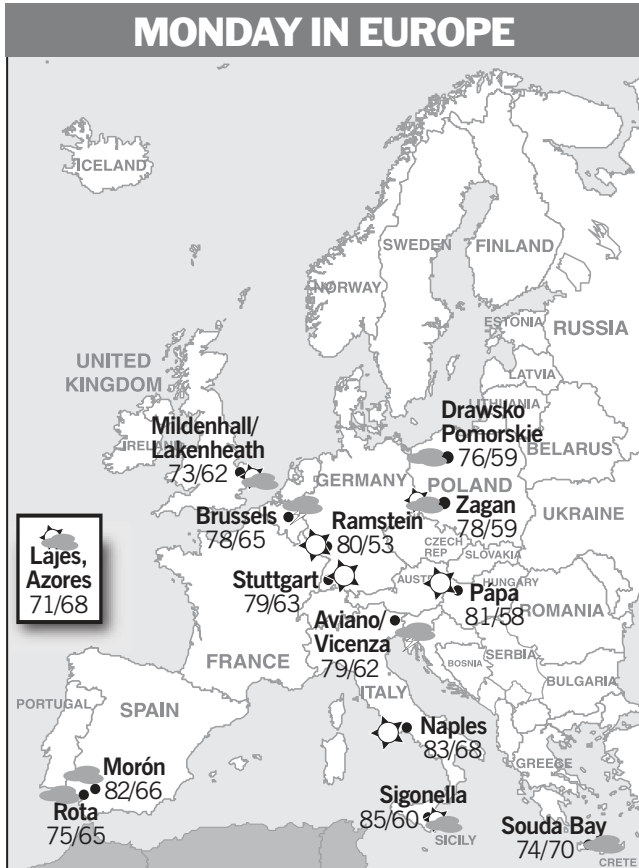 MONDAY IN EUROPE
ICELAND
SWEDEN
FINLAND
NORWAY
ESTONIA
RUSSIA
LATVIA
LITHUANIA
UNITED
KINGDOM
IRELAND
Mildenhall/
Lakenheath
73/62
Drawsko
Pomorskie
76/59
BELARUS
GERMANY
POLAND
Zagan
78/59
Brussels
78/65
Ramstein
80/53
UKRAINE
Lajes,
Azores
71/68
CZECH
REP
SLOVAKIA
Stuttgart
79/63
HUNGARY
Pápa
81/58
ROMANIA
Aviano/
Vicenza
79/62
FRANCE
BOSNIA
SERBIA
BULGARIA
ITALY
PORTUGAL
SPAIN
Naples
83/68
Morón
82/66
GREECE
Rota
75/65
Sigonella
85/60
SICILY
Souda Bay
74/70
CRETE